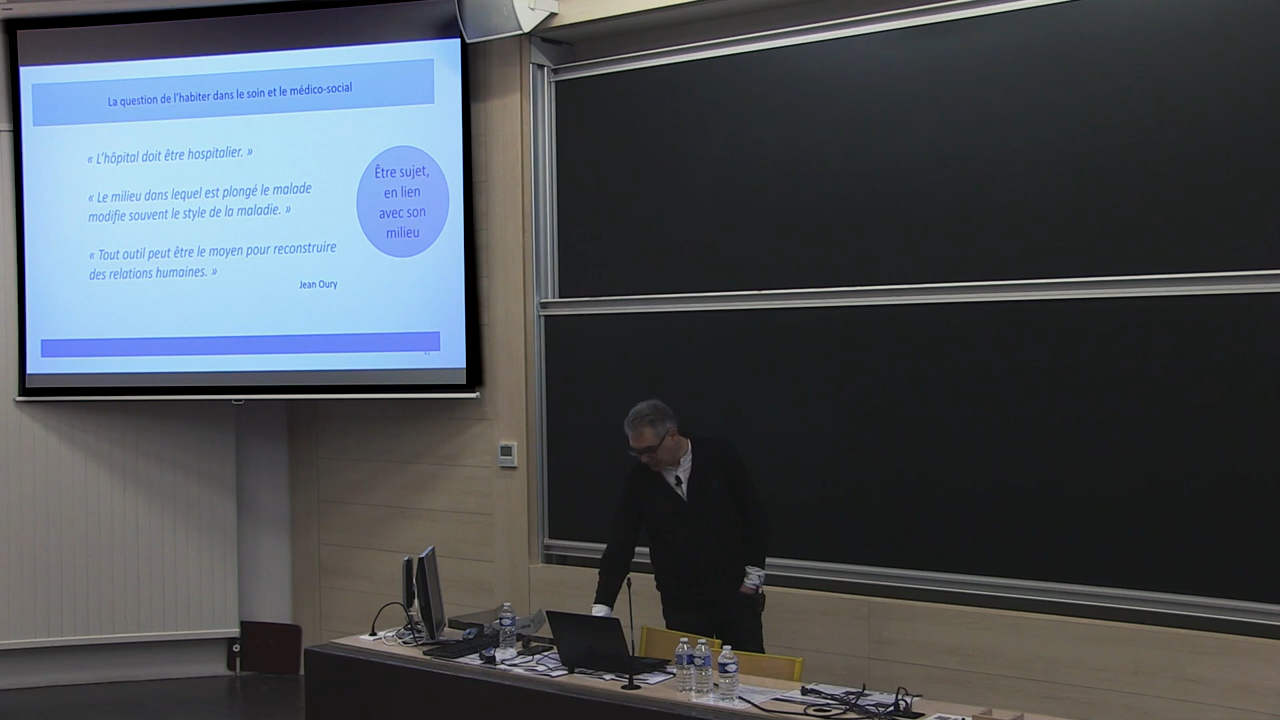 La question de l'habiter dans le soin et le médico-social
« L'hôpital doit être hospitalier. »
« Le milieu dans lequel est plongé le malade
modifie souvent le style de la maladie. »
« Tout outil peut être le moyen pour reconstruire
des relations humaines. »
Jean Oury
Être sujet,
en lien
avec son
milieu